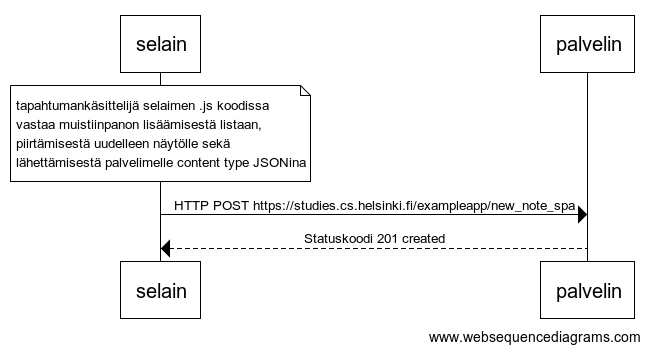 selain
palvelin
tapahtumankäsittelijä selaimen .js koodissa
vastaa muistiinpanon lisäämisestä listaan,
piirtämisestä uudelleen näytölle sekä
lähettämisestä palvelimelle content type JSONina
HTTP POST https://studies.cs.helsinki.fi/exampleapp/new_note_spa
Statuskoodi 201 created
selain
palvelin
www.websequencediagrams.com